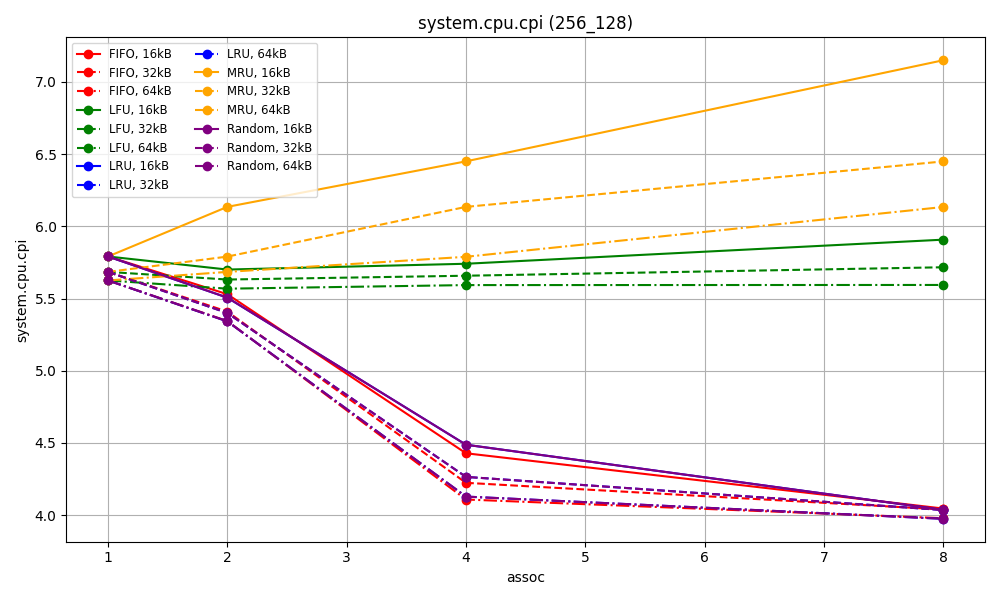 system.cpu.cpi (256_128)
FIFO, 16kB
FIFO, 32kB
FIFO, 64kB
LFU, 16kB
LFU, 32kB
LFU, 64kB
LRU, 16kB
LRU, 32kB
LRU, 64kB
MRU, 16kB
MRU, 32kB
MRU, 64kB
Random, 16kB
Random, 32kB
Random, 64kB
system.cpu.cpi
7.0
6.5
6.0
5.5
5.0
4.5
4.0
1 2 3 4 5 6 7 8
assoc